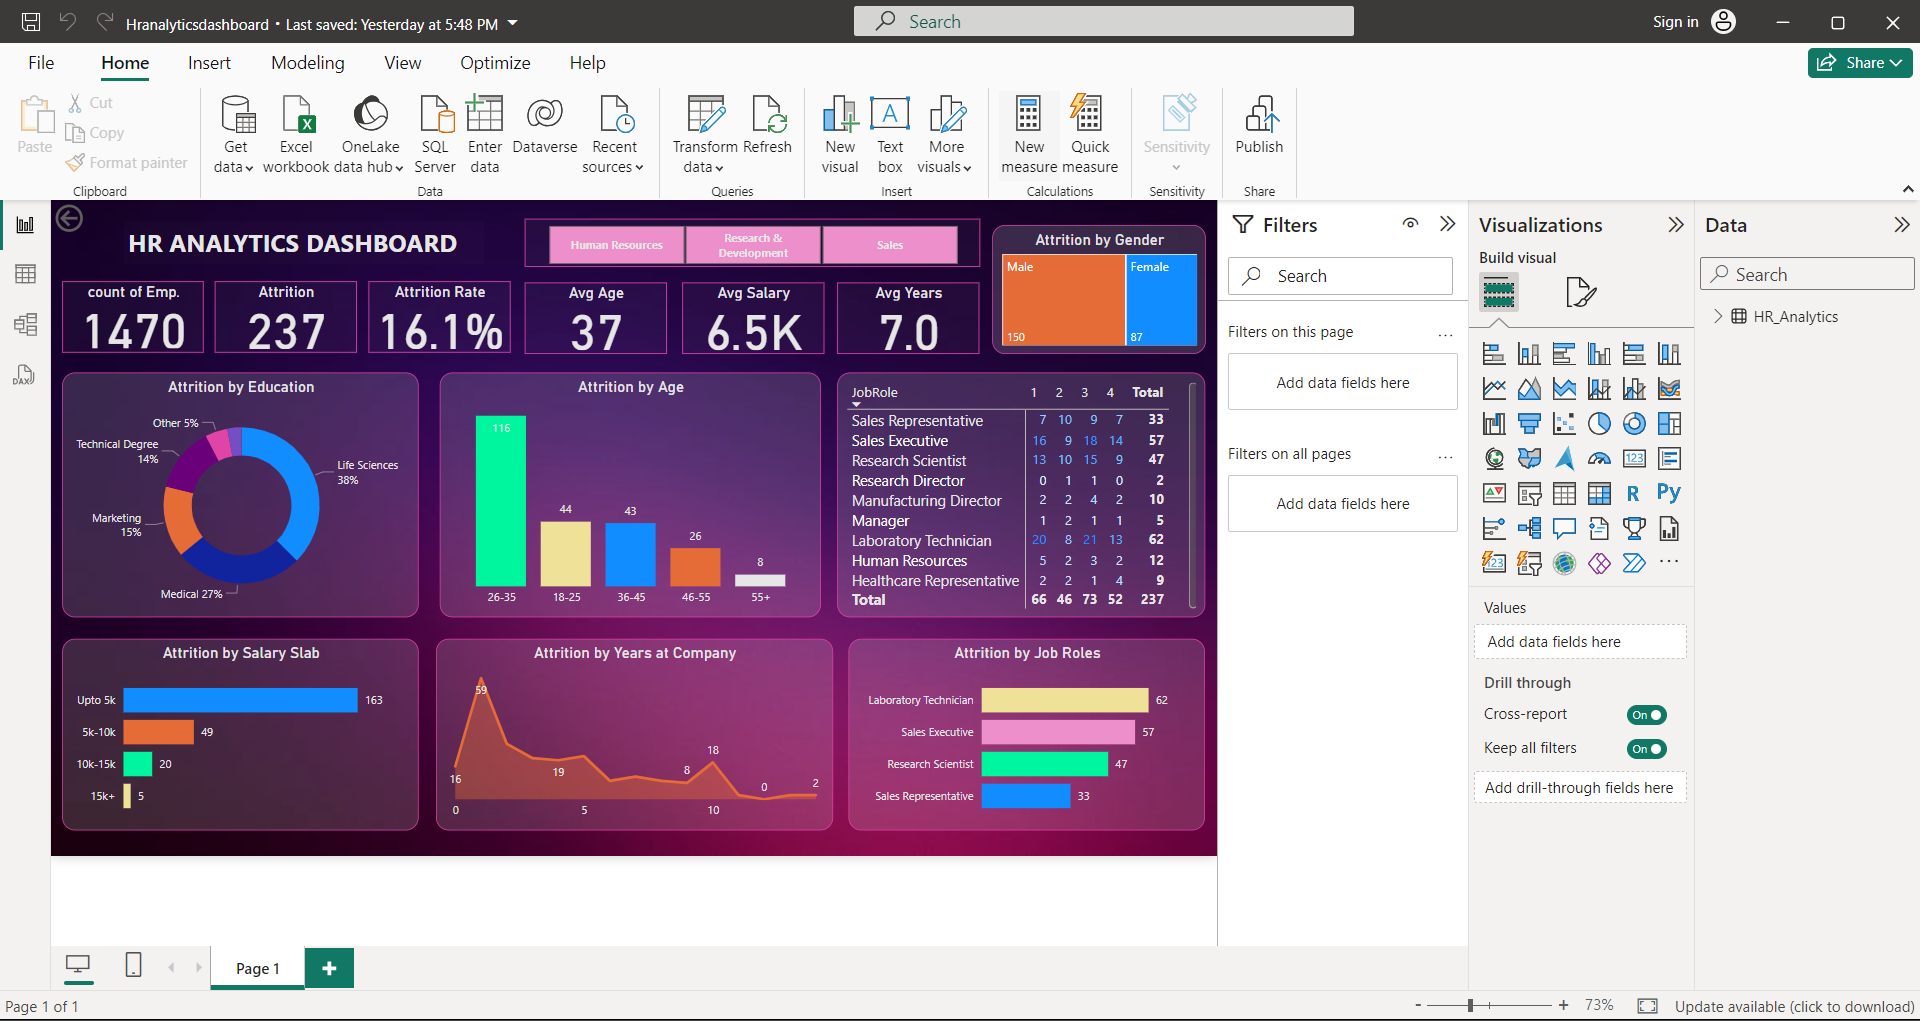 Hranalyticsdashboard • Last saved: Yesterday at 5:48 PM
Search
Sign in
File Home Insert Modeling View Optimize Help
Share
Paste
Cut
Copy
Format painter
Clipboard
Get data
Excel workbook
OneLake data hub
SQL Server
Enter data
Dataverse
Recent sources
Data
Transform data
Refresh
Queries
New visual
Text box
More visuals
Insert
New measure
Quick measure
Calculations
Sensitivity
Sensitivity
Publish
Share
DAX
HR ANALYTICS DASHBOARD
Human Resources
Research &
Development
Sales
count of Emp.
1470
Attrition
237
Attrition Rate
16.1%
Avg Age
37
Avg Salary
6.5K
Avg Years
7.0
Attrition by Gender
Male
150
Female
87
Attrition by Education
Other 5%
Technical Degree
14%
Life Sciences
38%
Marketing
15%
Medical 27%
Attrition by Age
116
44
43
26
8
26-35 18-25 36-45 46-55 55+
JobRole 1 2 3 4 Total
Sales Representative 7 10 9 7 33
Sales Executive 16 9 18 14 57
Research Scientist 13 10 15 9 47
Research Director 0 1 1 0 2
Manufacturing Director 2 2 4 2 10
Manager 1 2 1 1 5
Laboratory Technician 20 8 21 13 62
Human Resources 5 2 3 2 12
Healthcare Representative 2 2 1 4 9
Total 66 46 73 52 237
Attrition by Salary Slab
Upto 5k 163
5k-10k 49
10k-15k 20
15k+ 5
Attrition by Years at Company
59
16
19
8
18
0
2
0 5 10
Attrition by Job Roles
Laboratory Technician 62
Sales Executive 57
Research Scientist 47
Sales Representative 33
Filters
Search
Filters on this page ...
Add data fields here
Filters on all pages ...
Add data fields here
Visualizations
Build visual
123
R
Py
123
...
Values
Add data fields here
Drill through
Cross-report On
Keep all filters On
Add drill-through fields here
Data
Search
HR_Analytics
Page 1
+
Page 1 of 1
- + 73%
Update available (click to download)